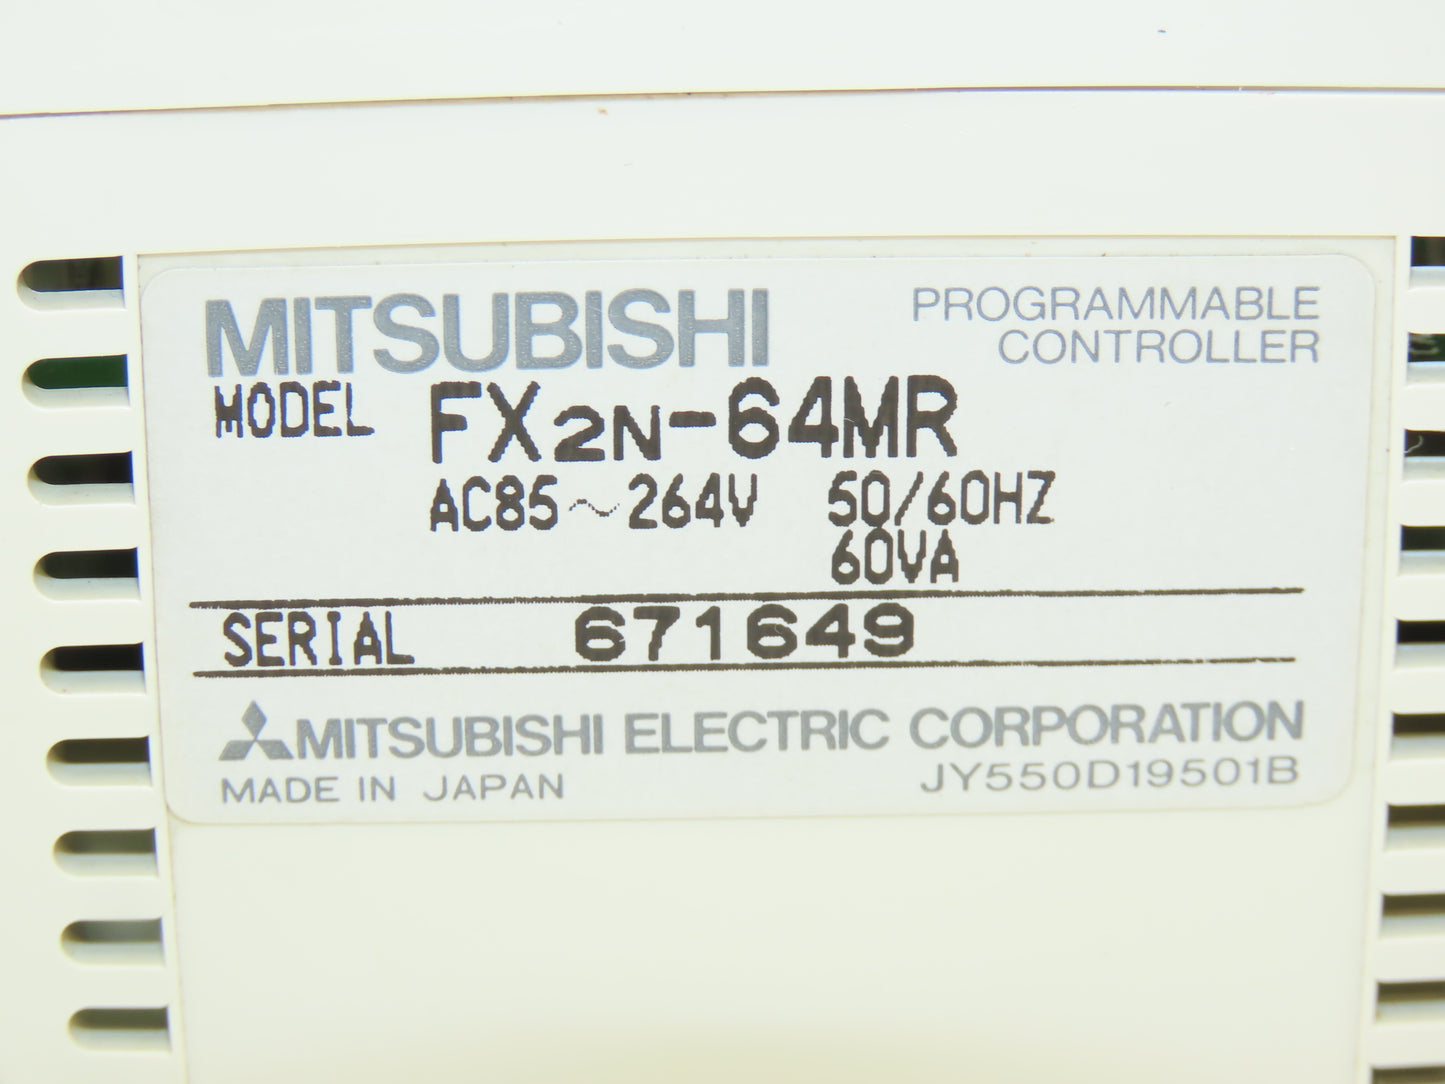 MITSUBISHI
PROGRAMMABLE
CONTROLLER
MODEL FX2N-64MR
AC85~264V 50/60HZ
60VA
SERIAL 671649
MITSUBISHI ELECTRIC CORPORATION
MADE IN JAPAN JY550D19501B